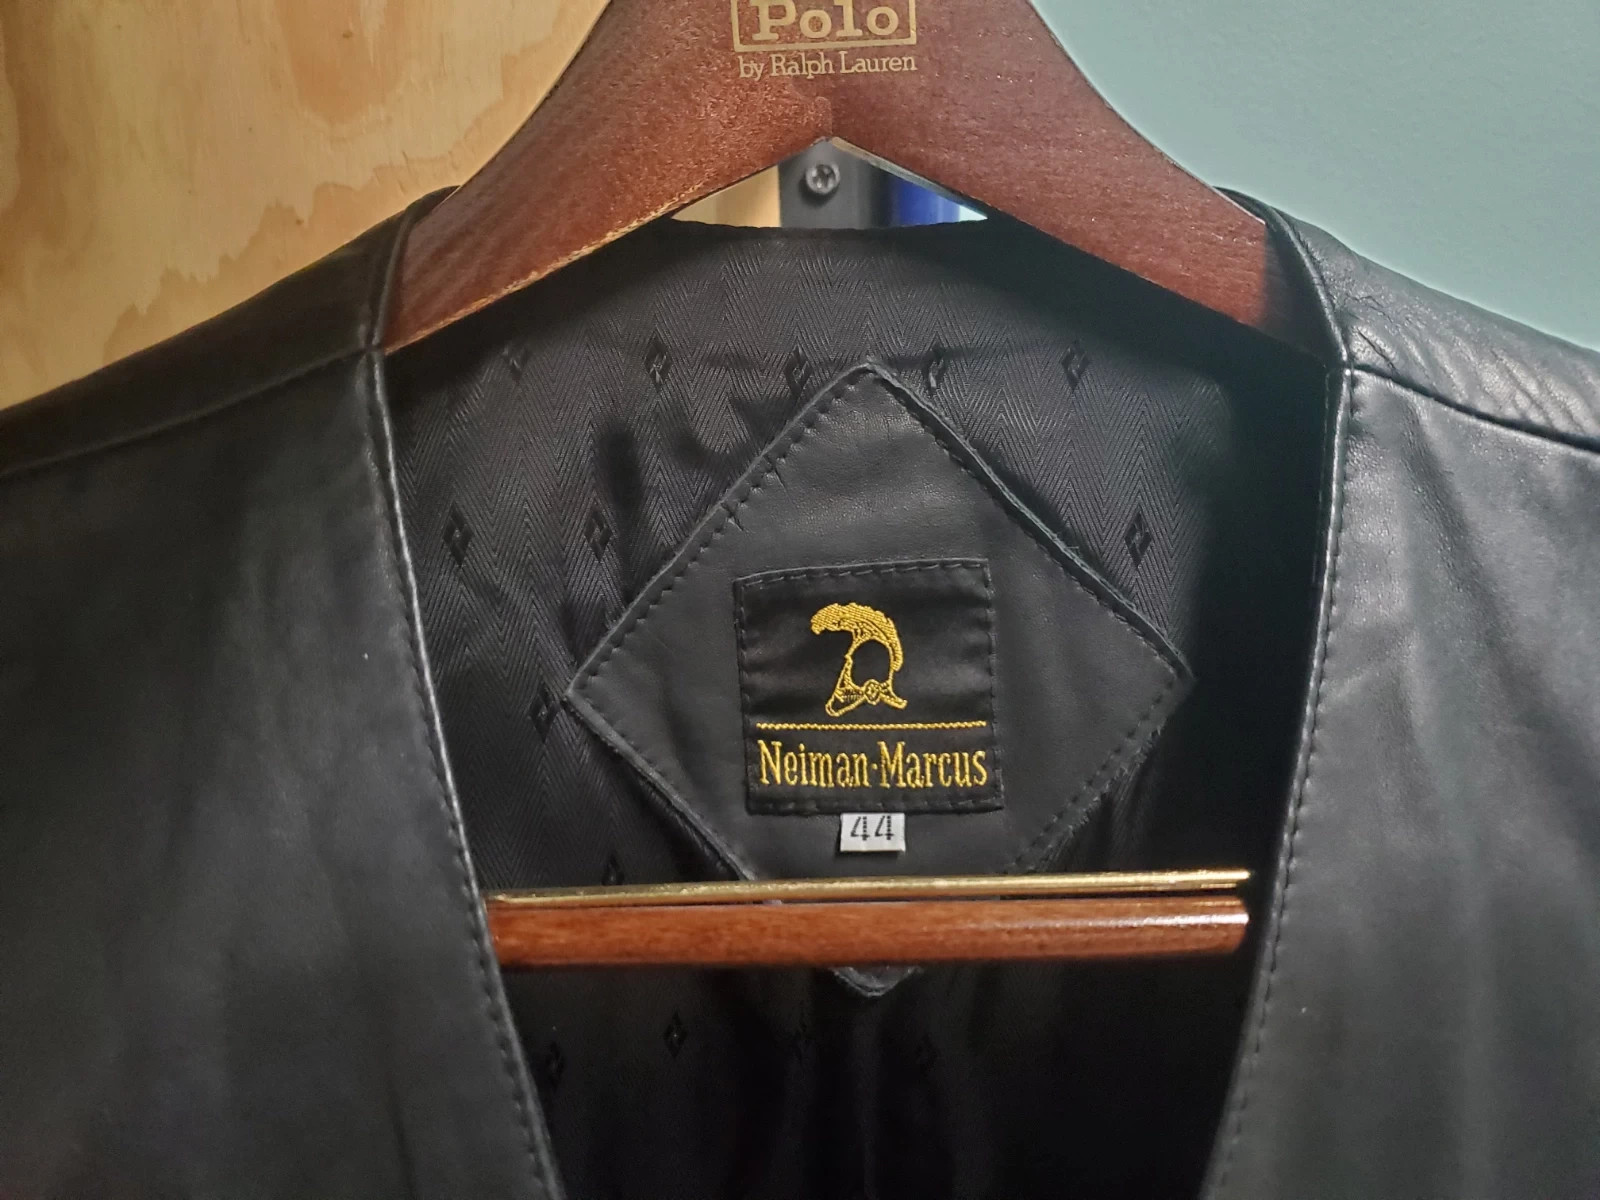 Polo
by Ralph Lauren
Neiman·Marcus
44